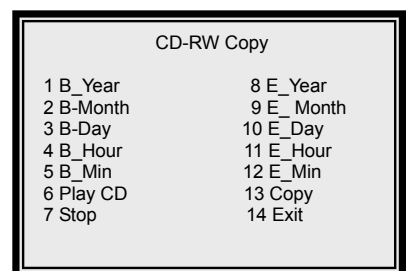 CD-RW Copy
1 B_Year 8 E_Year
2 B-Month 9 E_ Month
3 B-Day 10 E_Day
4 B_Hour 11 E_Hour
5 B_Min 12 E_Min
6 Play CD 13 Copy
7 Stop 14 Exit